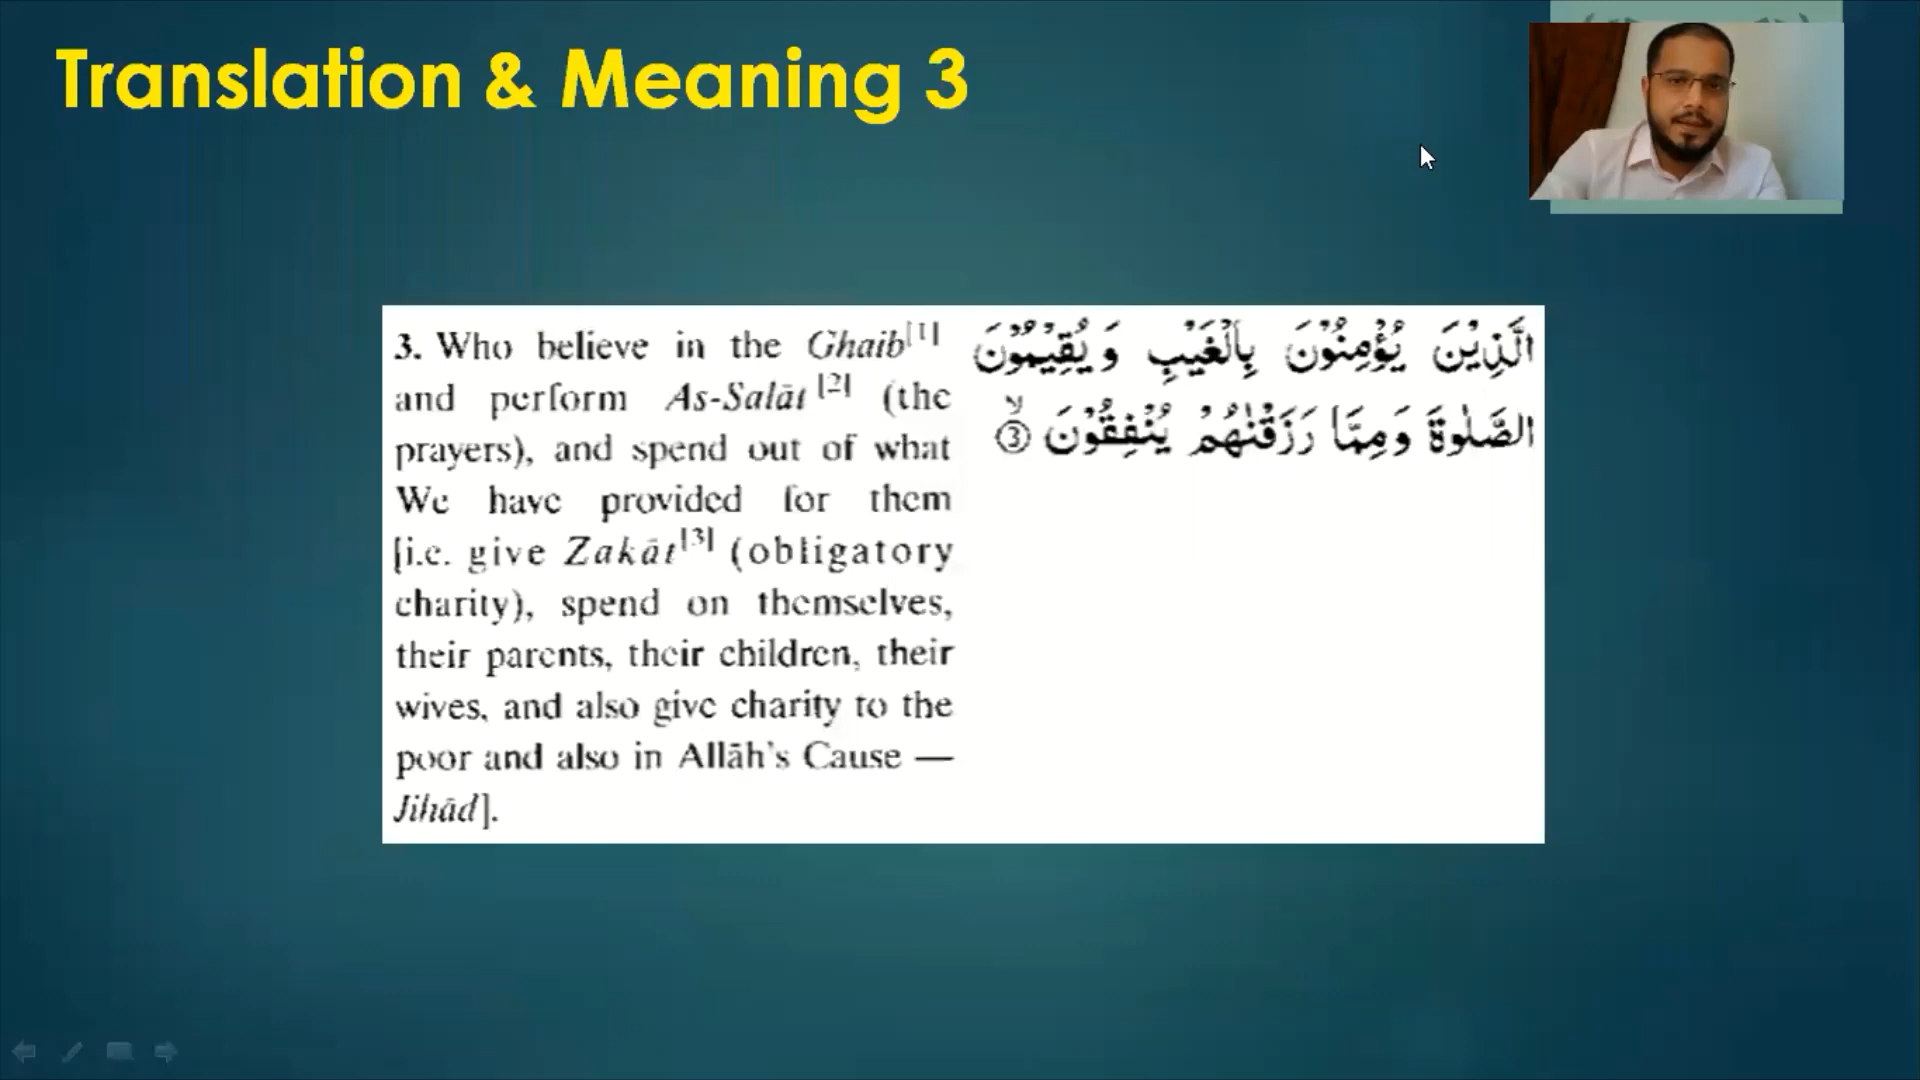 Translation & Meaning 3
3. Who believe in the Ghaib[1]
and perform As-Salāt [2] (the
prayers), and spend out of what
We have provided for them
[i.e. give Zakāt[3] (obligatory
charity), spend on themselves,
their parents, their children, their
wives, and also give charity to the
poor and also in Allāh's Cause —
Jihād].
الَّذِيْنَ يُؤْمِنُوْنَ بِالْغَيْبِ وَيُقِيْمُوْنَ
الصَّلٰوةَ وَمِمَّا رَزَقْنٰهُمْ يُنْفِقُوْنَ ۙ ③